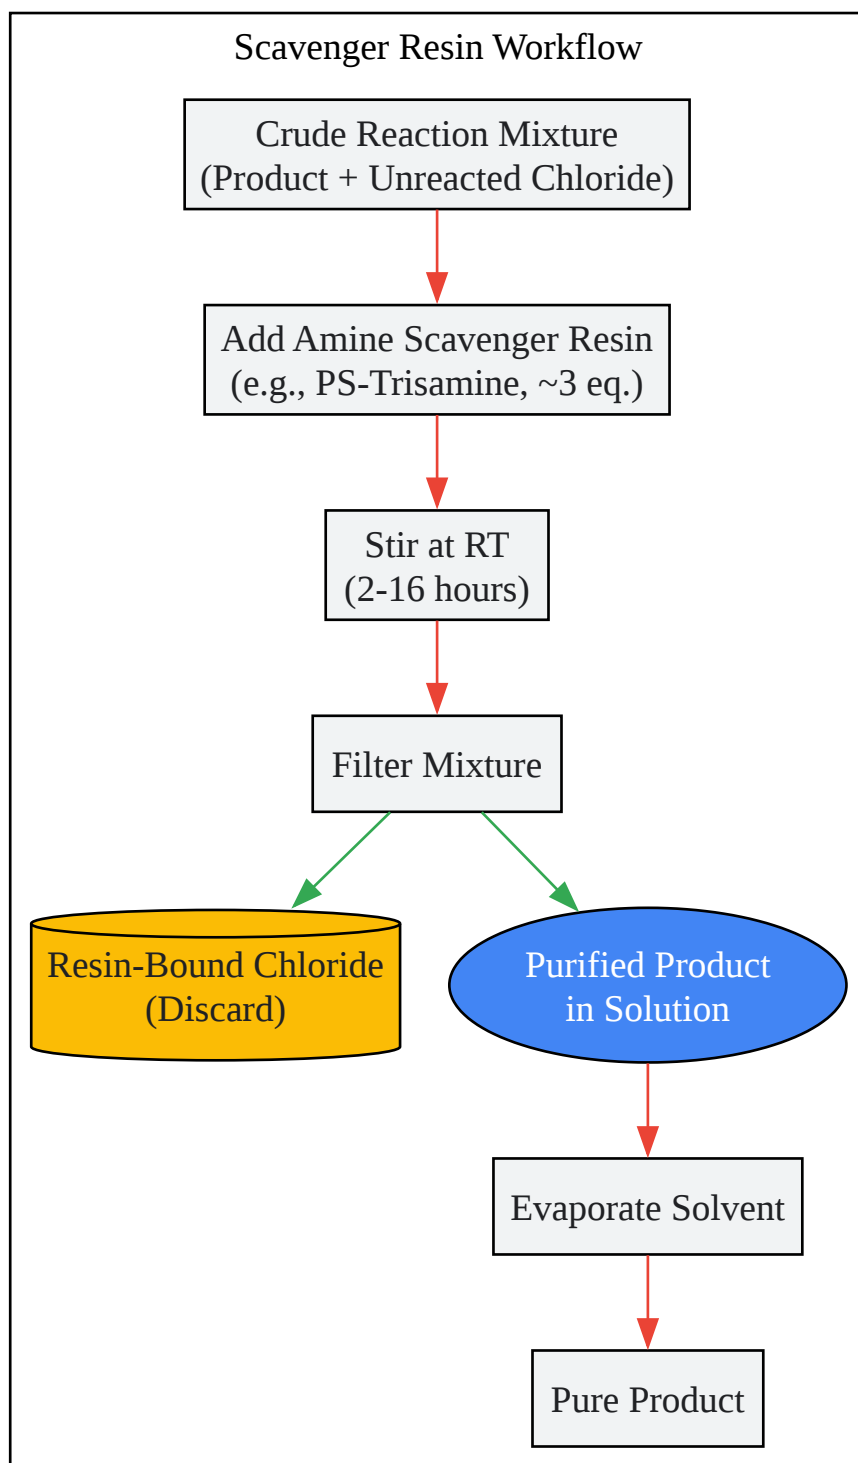 Scavenger Resin Workflow
Crude Reaction Mixture
(Product + Unreacted Chloride)
Add Amine Scavenger Resin
(e.g., PS-Trisamine, ~3 eq.)
Stir at RT
(2-16 hours)
Filter Mixture
Resin-Bound Chloride
(Discard)
Purified Product
in Solution
Evaporate Solvent
Pure Product